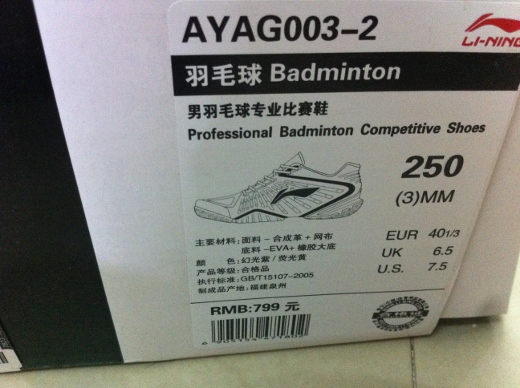 AYAG003-2
LI-NING
羽毛球 Badminton
男羽毛球专业比赛鞋
Professional Badminton Competitive Shoes
250
(3)MM
主要材料: 面料-合成革+网布
底料-EVA+橡胶大底
颜 色: 幻光紫/荧光黄
产品等级: 合格品
执行标准: GB/T15107-2005
制成品产地: 福建泉州
EUR 40 1/3
UK 6.5
U.S. 7.5
RMB:799 元